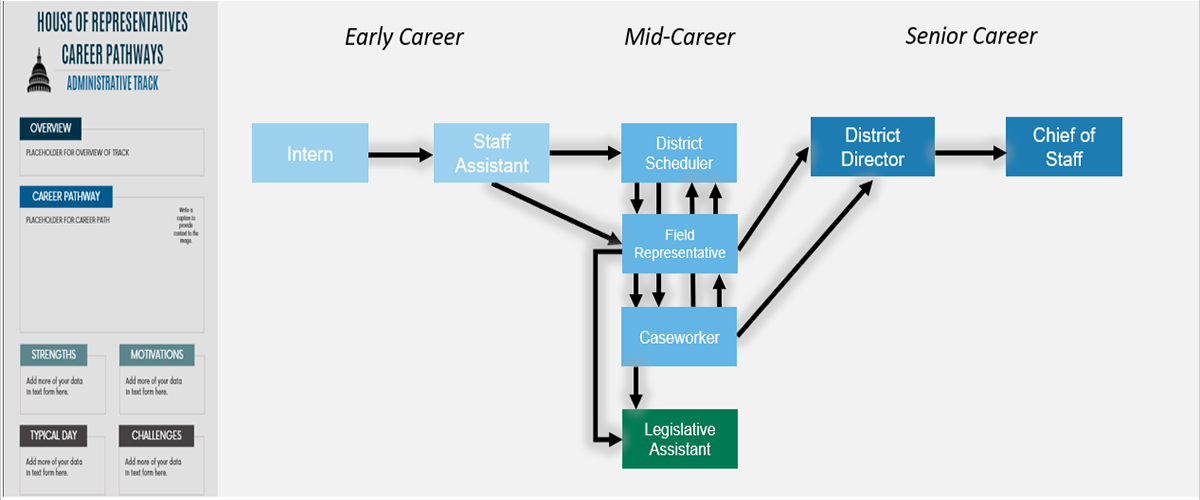 HOUSE OF REPRESENTATIVES
CAREER PATHWAYS
ADMINISTRATIVE TRACK
OVERVIEW
PLACEHOLDER FOR OVERVIEW OF TRACK
CAREER PATHWAY
PLACEHOLDER FOR CAREER PATH
Write a
caption to
provide
context to the
image.
STRENGTHS
Add more of your data
in text form here.
MOTIVATIONS
Add more of your data
in text form here.
TYPICAL DAY
Add more of your data
in text form here.
CHALLENGES
Add more of your data
in text form here.
Early Career
Mid-Career
Senior Career
Intern
Staff
Assistant
District
Scheduler
Field
Representative
Caseworker
Legislative
Assistant
District
Director
Chief of
Staff